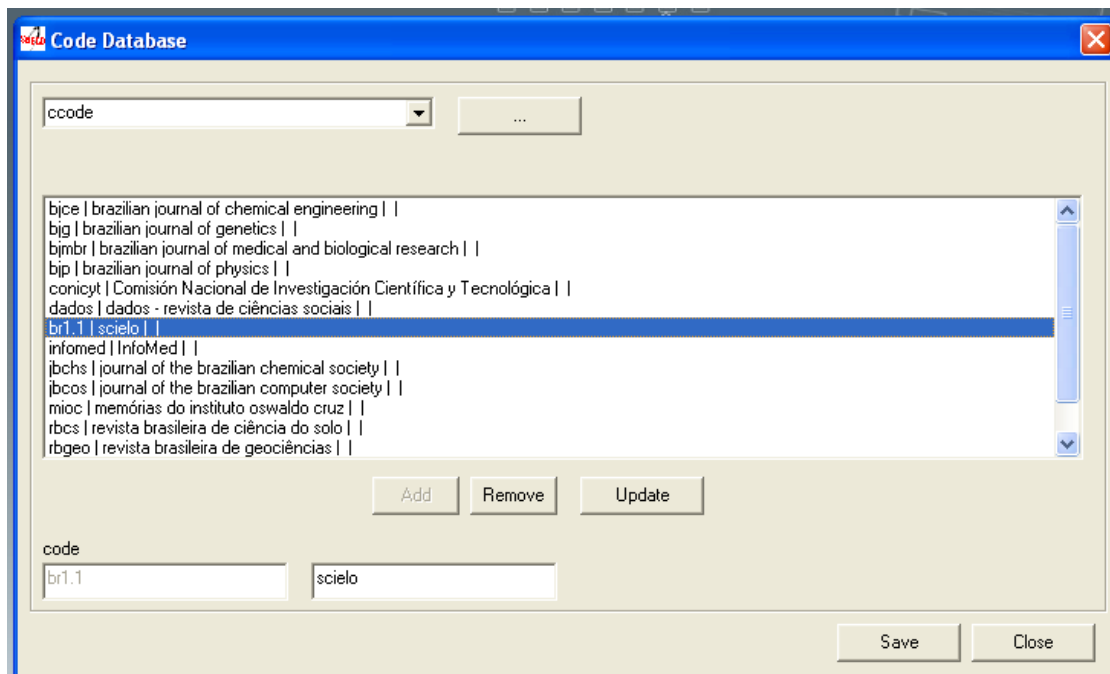 Code Database
ccode
...
bjce | brazilian journal of chemical engineering | |
bjg | brazilian journal of genetics | |
bjmbr | brazilian journal of medical and biological research | |
bjp | brazilian journal of physics | |
conicyt | Comisión Nacional de Investigación Científica y Tecnológica | |
dados | dados - revista de ciências sociais | |
br1.1 | scielo | |
infomed | InfoMed | |
jbchs | journal of the brazilian chemical society | |
jbcos | journal of the brazilian computer society | |
mioc | memórias do instituto oswaldo cruz | |
rbcs | revista brasileira de ciência do solo | |
rbgeo | revista brasileira de geociências | |
Add Remove Update
code
br1.1 scielo
Save Close